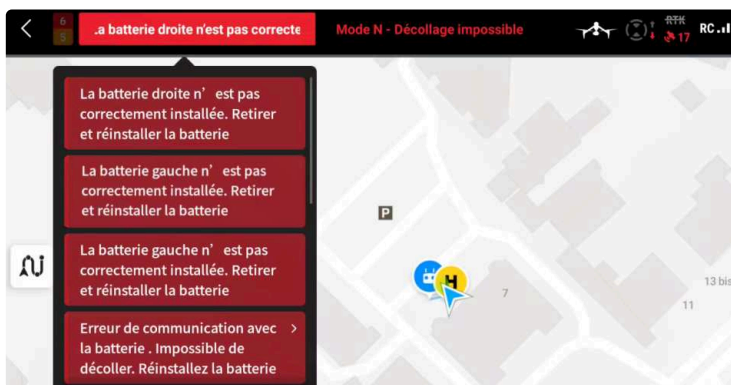 6
5
.a batterie droite n'est pas correcte
Mode N - Décollage impossible
RTK
17
RC
La batterie droite n' est pas
correctement installée. Retirer
et réinstaller la batterie
La batterie gauche n' est pas
correctement installée. Retirer
et réinstaller la batterie
La batterie gauche n' est pas
correctement installée. Retirer
et réinstaller la batterie
Erreur de communication avec
la batterie . Impossible de
décoller. Réinstallez la batterie
P
H
7
13 bis
11